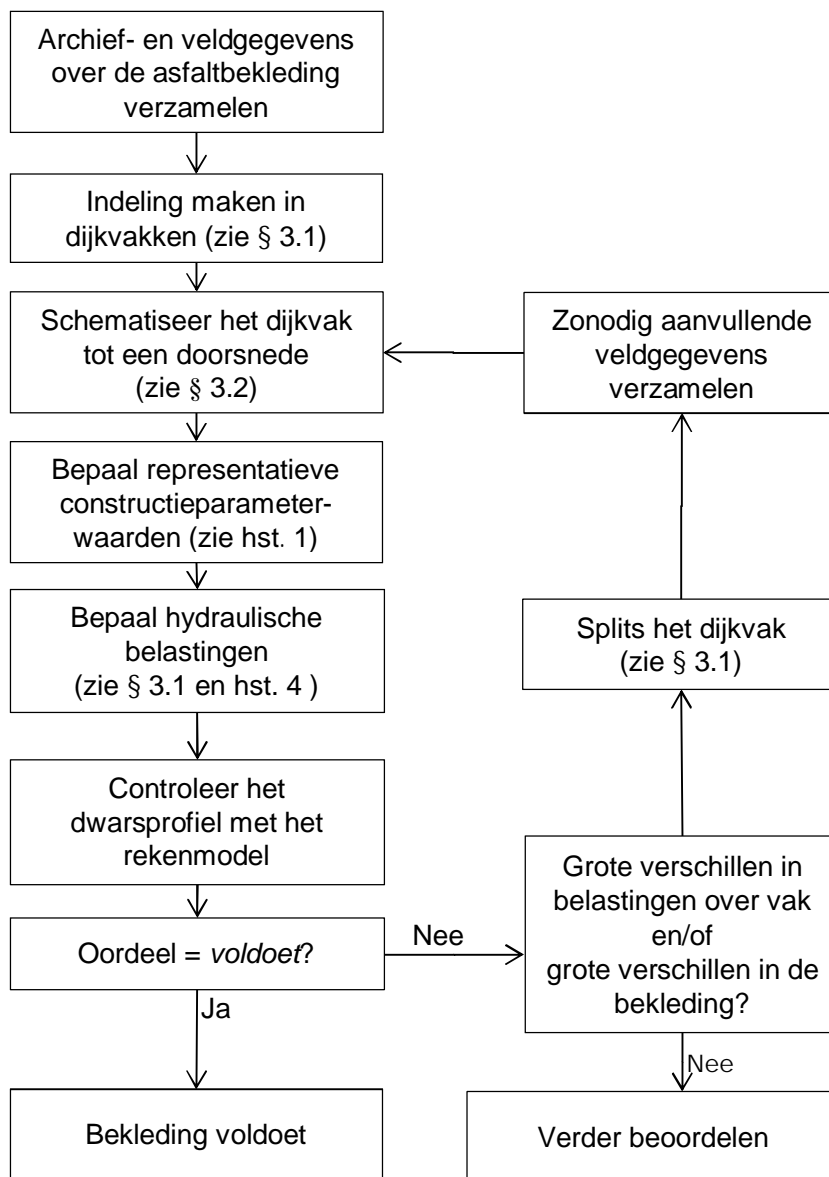 Archief- en veldgegevens
over de asfaltbekleding
verzamelen
Indeling maken in
dijkvakken (zie § 3.1)
Schematiseer het dijkvak
tot een doorsnede
(zie § 3.2)
Zonodig aanvullende
veldgegevens
verzamelen
Bepaal representatieve
constructieparameter-
waarden (zie hst. 1)
Bepaal hydraulische
belastingen
(zie § 3.1 en hst. 4 )
Splits het dijkvak
(zie § 3.1)
Controleer het
dwarsprofiel met het
rekenmodel
Oordeel = voldoet?
Nee
Grote verschillen in
belastingen over vak
en/of
grote verschillen in de
bekleding?
Ja
Nee
Bekleding voldoet
Verder beoordelen